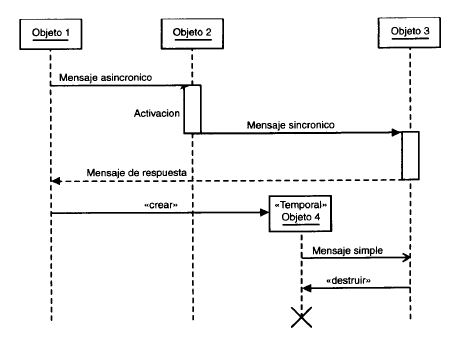 Objeto 1
Objeto 2
Objeto 3
Mensaje asincronico
Activacion
Mensaje sincronico
Mensaje de respuesta
«crear»
«Temporal»
Objeto 4
Mensaje simple
«destruir»